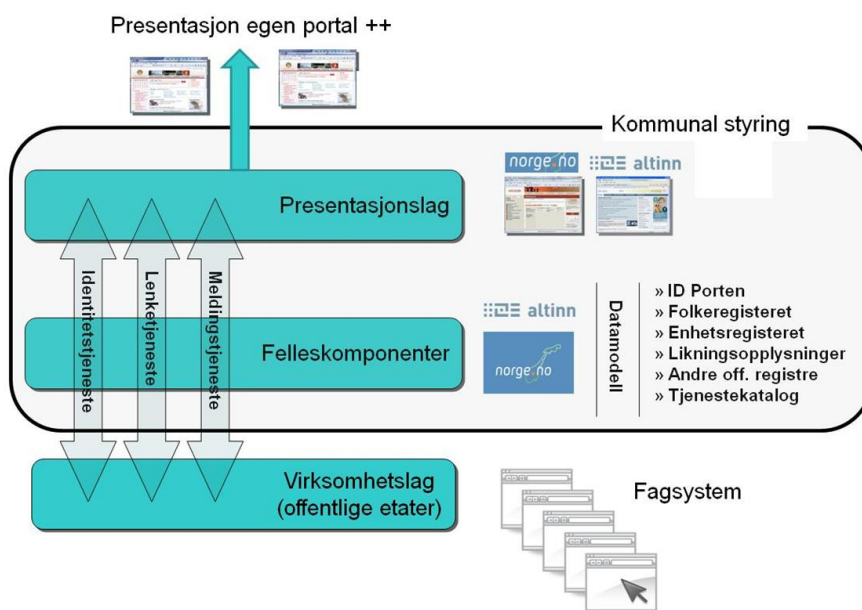 Presentasjon egen portal ++
Kommunal styring
norge.no
altinn
Presentasjonslag
Identitetstjeneste
Lenketjeneste
Meldingstjeneste
Felleskomponenter
altinn
norge.no
Datamodell
» ID Porten
» Folkeregisteret
» Enhetsregisteret
» Likningsopplysninger
» Andre off. registre
» Tjenestekatalog
Virksomhetslag
(offentlige etater)
Fagsystem